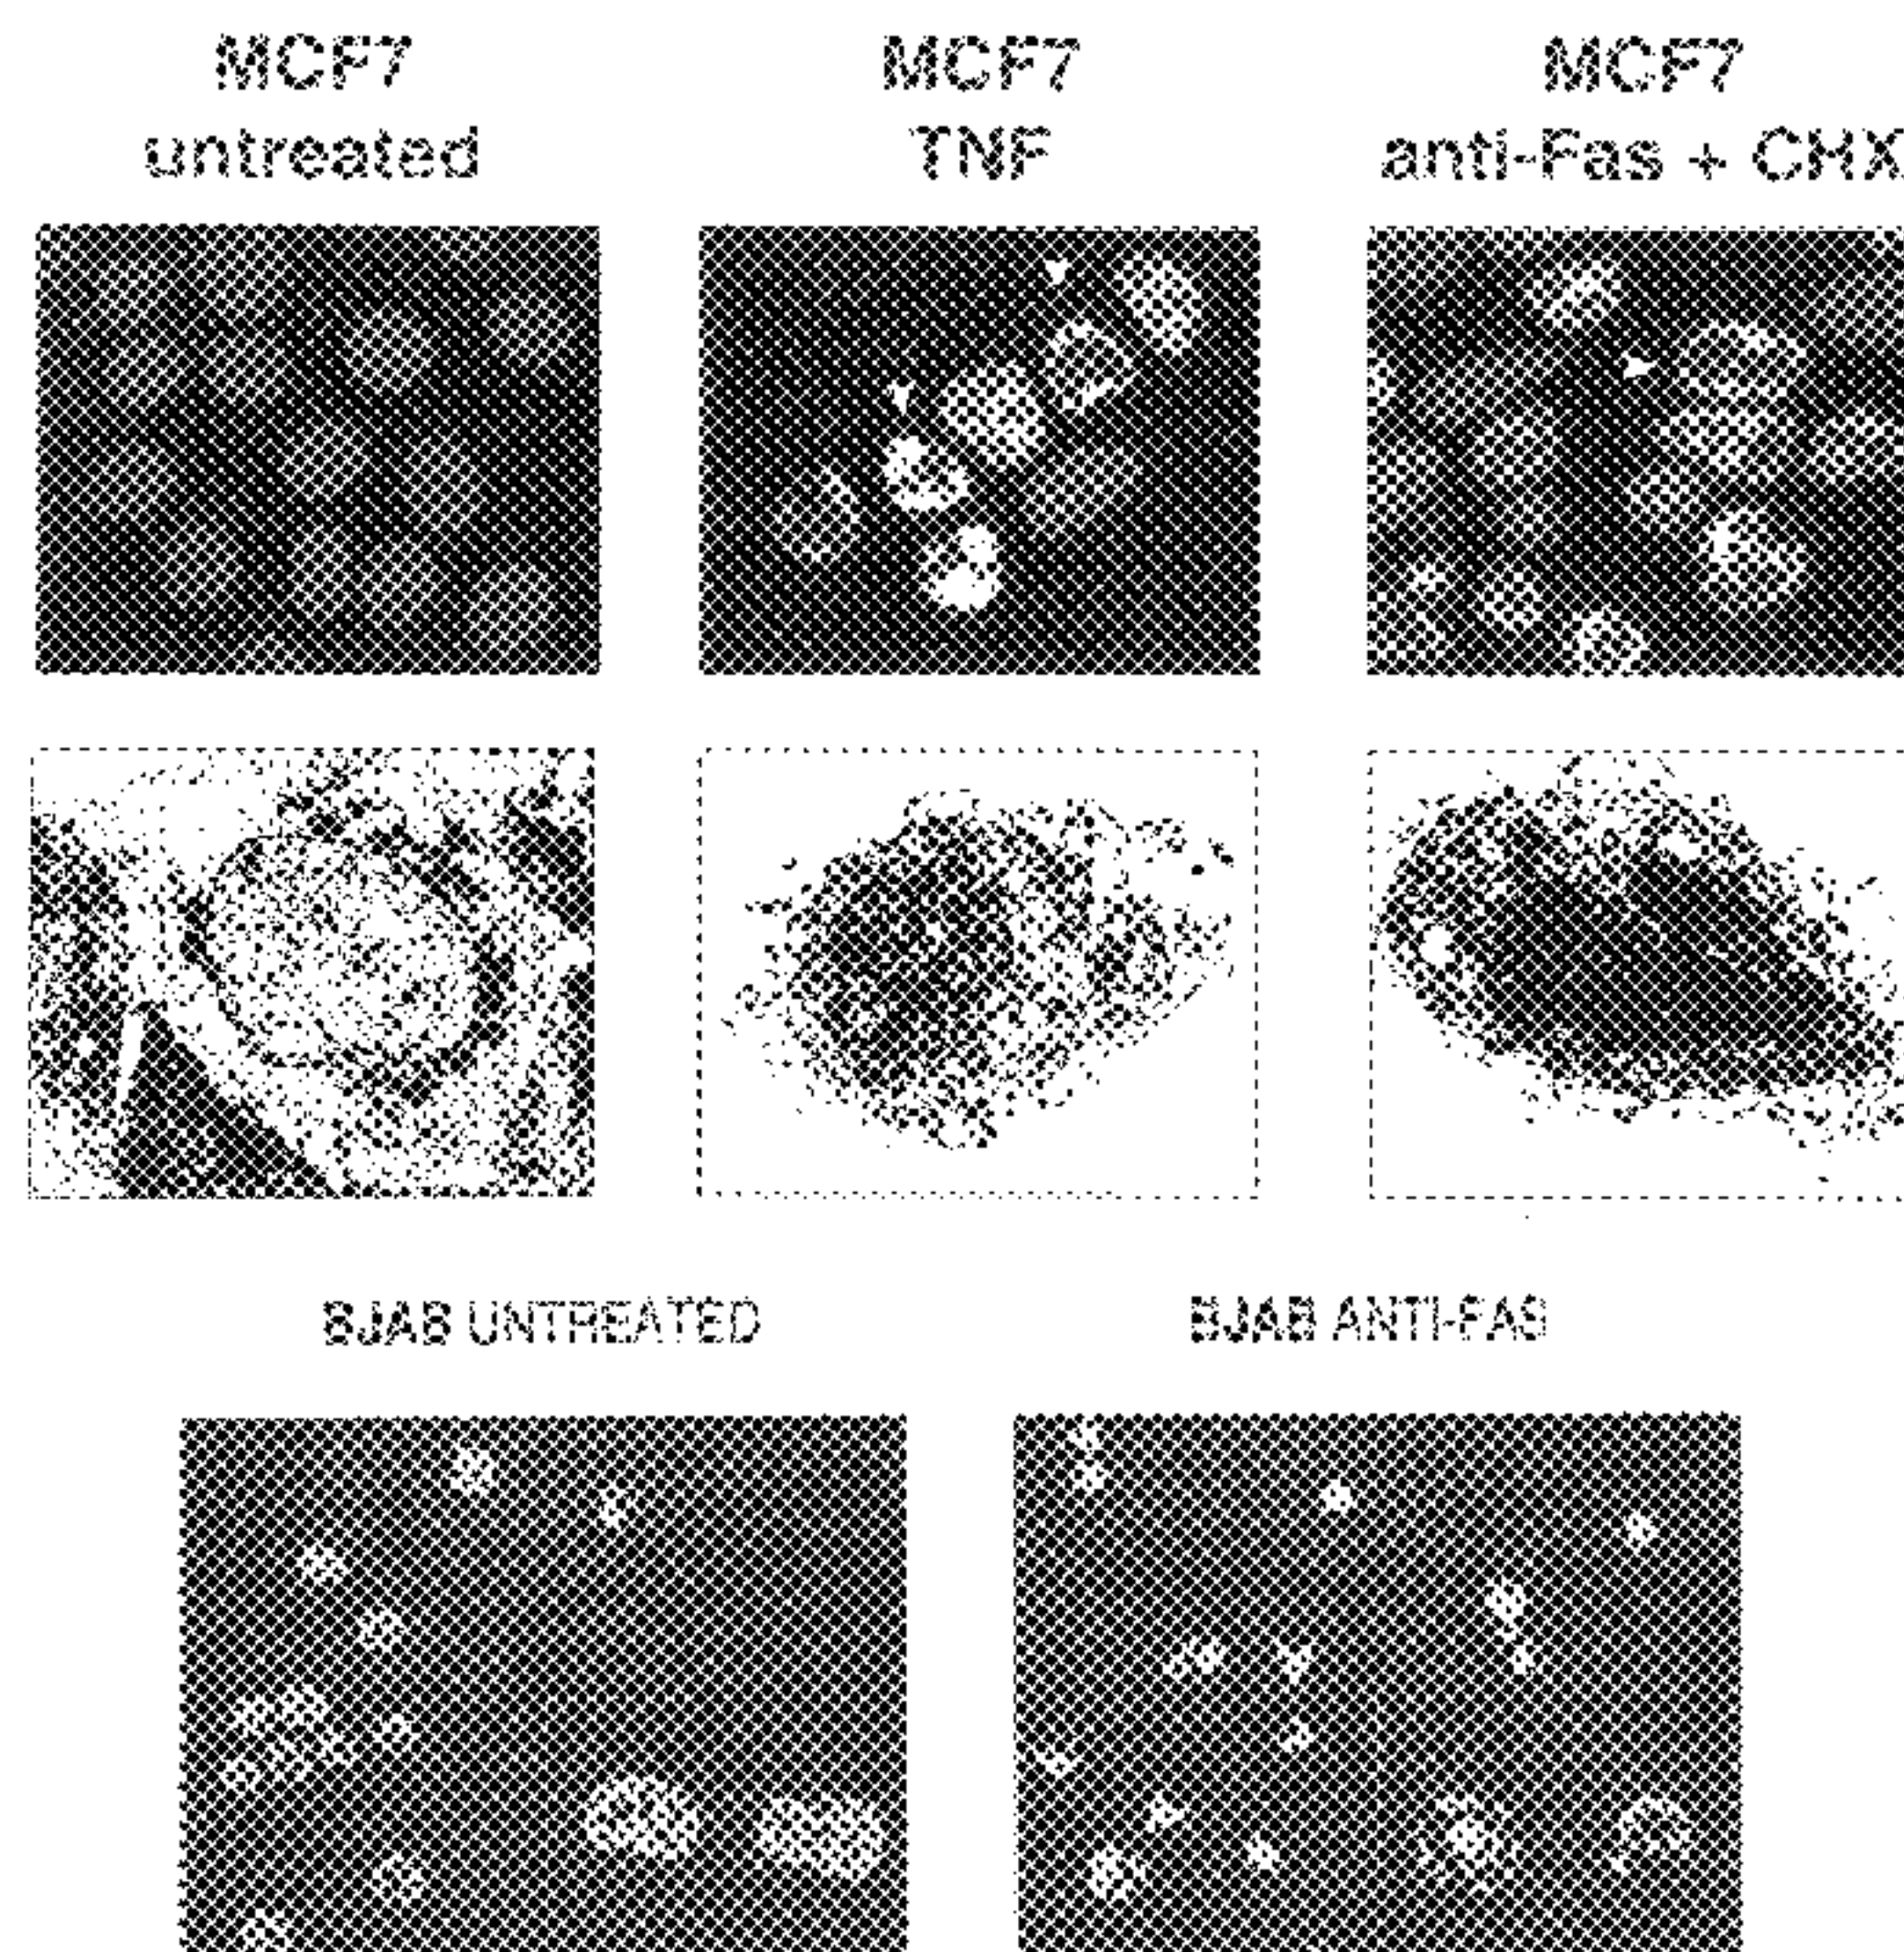 MCF7
untreated
MCF7
TNF
MCF7
anti-Fas + CHX
BJAB UNTREATED
BJAB ANTI-FAS